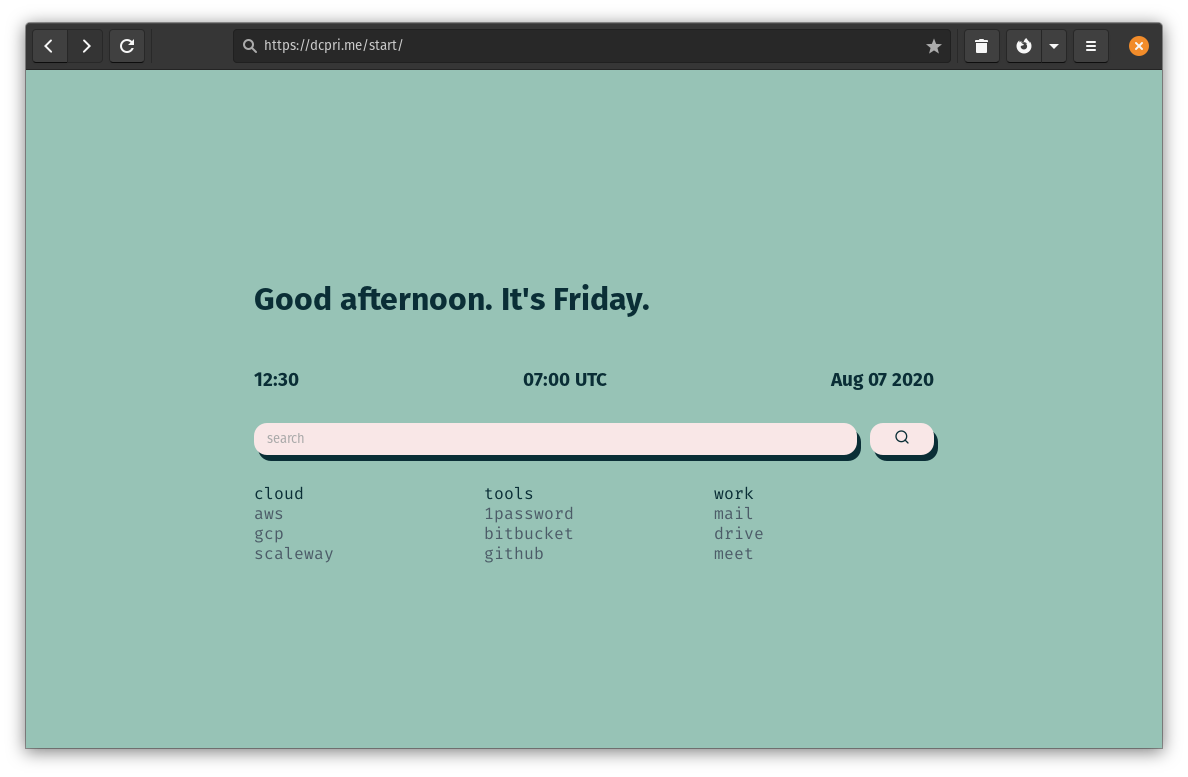 https://dcpri.me/start/
Good afternoon. It's Friday.
12:30 07:00 UTC Aug 07 2020
search
cloud tools work
aws 1password mail
gcp bitbucket drive
scaleway github meet